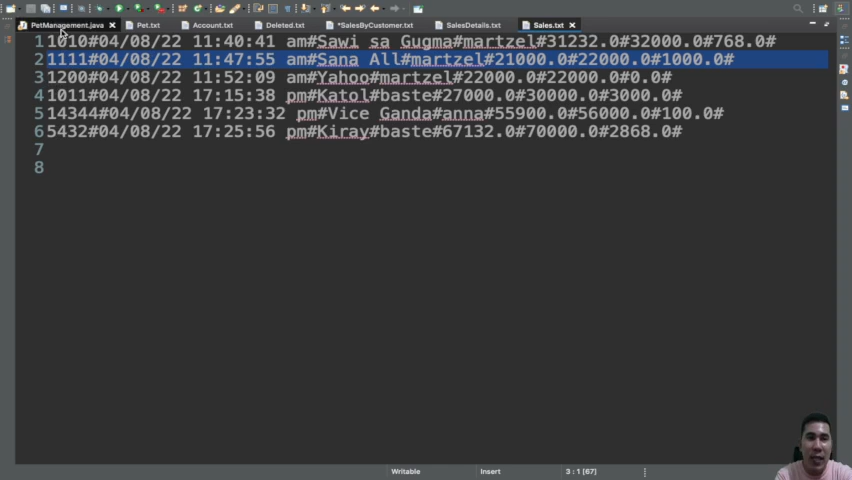 PetManagement.java Pet.txt Account.txt Deleted.txt *SalesByCustomer.txt SalesDetails.txt Sales.txt
1 1010#04/08/22 11:40:41 am#Sawi sa Gugma#martzel#31232.0#32000.0#768.0#
2 1111#04/08/22 11:47:55 am#Sana All#martzel#21000.0#22000.0#1000.0#
3 1200#04/08/22 11:52:09 am#Yahoo#martzel#22000.0#22000.0#0.0#
4 1011#04/08/22 17:15:38 pm#Katol#baste#27000.0#30000.0#3000.0#
5 14344#04/08/22 17:23:32 pm#Vice Ganda#anna#55900.0#56000.0#100.0#
6 5432#04/08/22 17:25:56 pm#Kiray#baste#67132.0#70000.0#2868.0#
7
8
Writable Insert 3 : 1 [67]